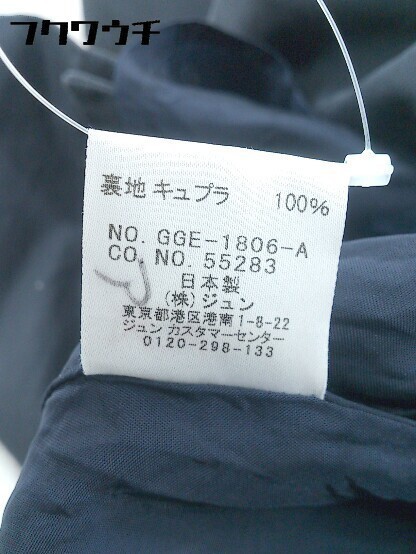 フクワウチ
裏地 キュプラ 100%
NO. GGE-1806-A
CO. NO. 55283
日本製
(株)ジュン
東京都港区港南1-8-22
ジュン カスタマーセンター
0120-298-133